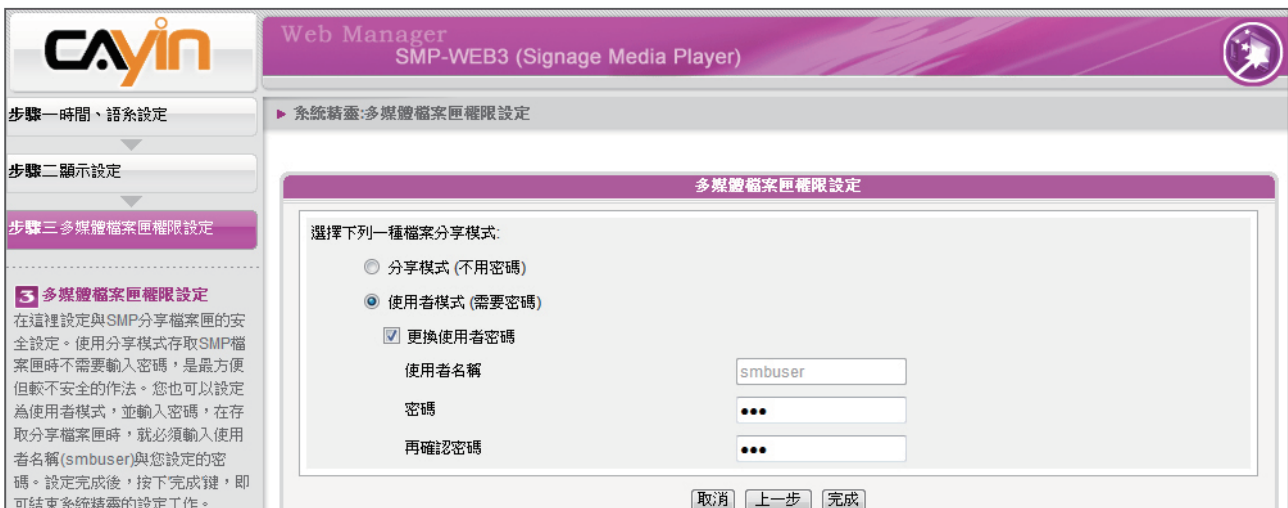 CAYIN
Web Manager
SMP-WEB3 (Signage Media Player)
步驟一時間、語系設定
步驟二顯示設定
步驟三多媒體檔案匣權限設定
3 多媒體檔案匣權限設定
在這裡設定與SMP分享檔案匣的安
全設定。使用分享模式存取SMP檔
案匣時不需要輸入密碼,是最方便
但較不安全的作法。您也可以設定
為使用者模式,並輸入密碼,在存
取分享檔案匣時,就必須輸入使用
者名稱(smbuser)與您設定的密
碼。設定完成後,按下完成鍵,即
可結束系統精靈的設定工作。
系統精靈:多媒體檔案匣權限設定
多媒體檔案匣權限設定
選擇下列一種檔案分享模式:
分享模式 (不用密碼)
使用者模式 (需要密碼)
更換使用者密碼
使用者名稱 smbuser
密碼 •••
再確認密碼 •••
取消 上一步 完成